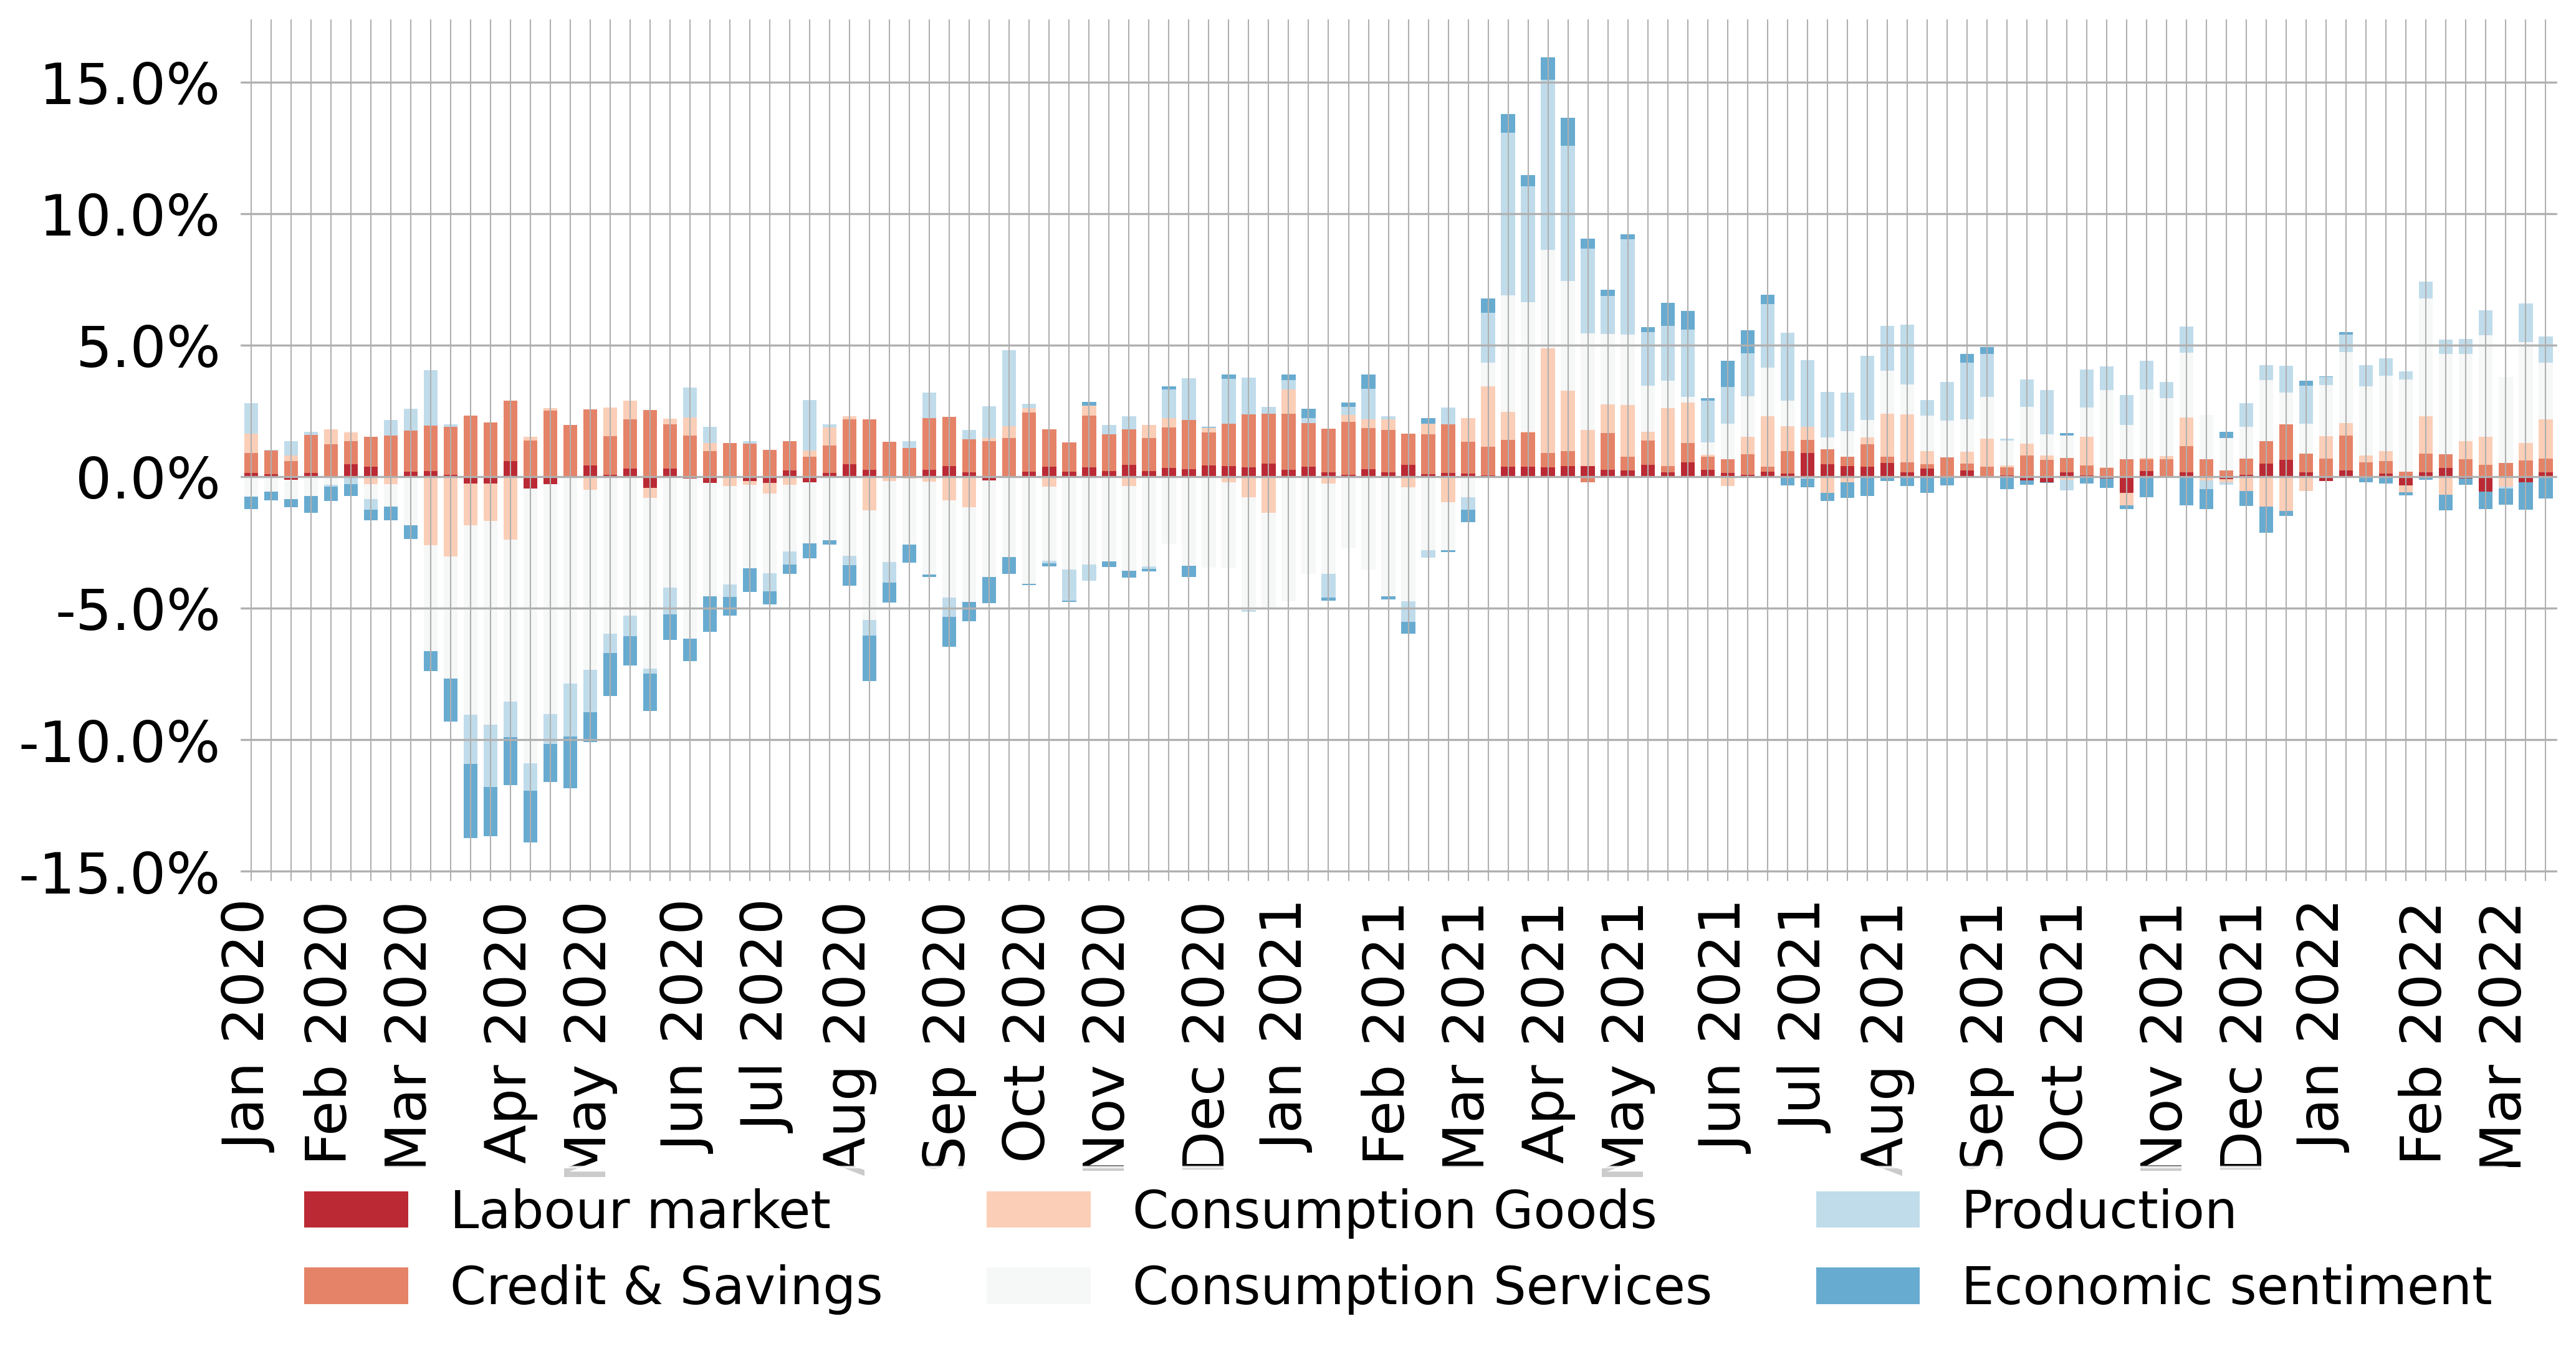 15.0%
10.0%
5.0%
0.0%
-5.0%
-10.0%
-15.0%
Jan 2020
Feb 2020
Mar 2020
Apr 2020
May 2020
Jun 2020
Jul 2020
Aug 2020
Sep 2020
Oct 2020
Nov 2020
Dec 2020
Jan 2021
Feb 2021
Mar 2021
Apr 2021
May 2021
Jun 2021
Jul 2021
Aug 2021
Sep 2021
Oct 2021
Nov 2021
Dec 2021
Jan 2022
Feb 2022
Mar 2022
Labour market
Consumption Goods
Production
Credit & Savings
Consumption Services
Economic sentiment